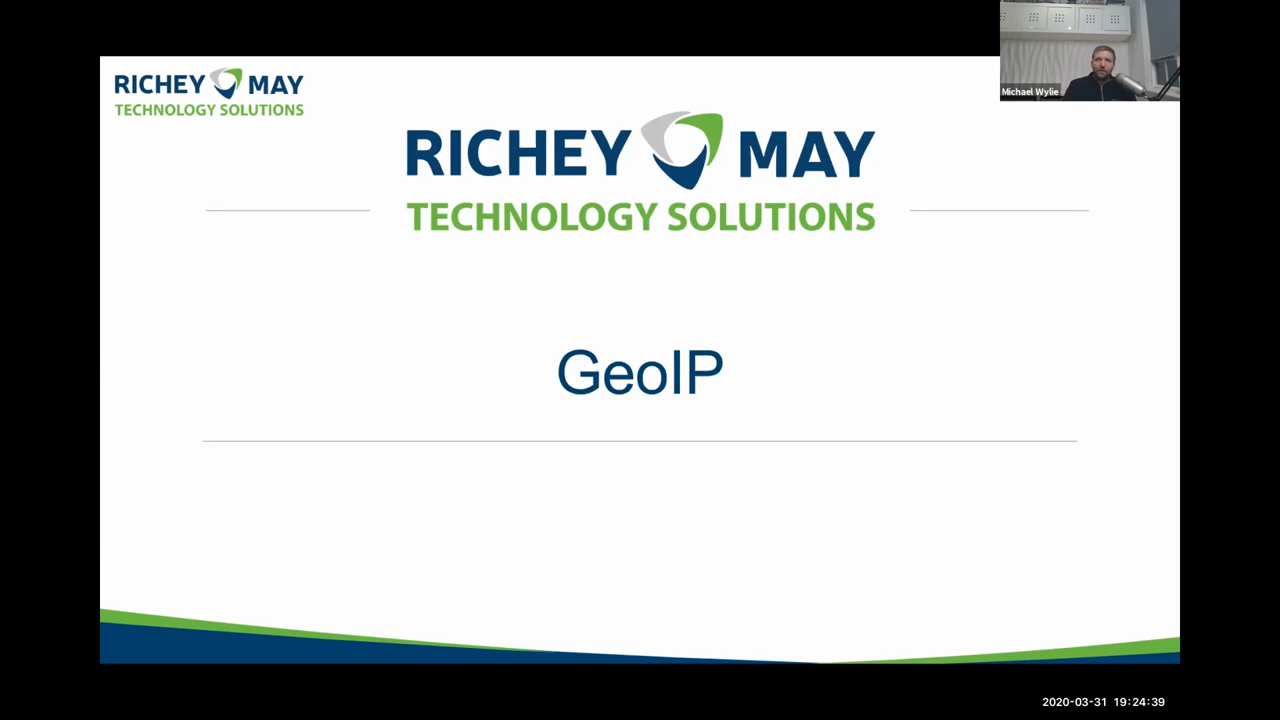 RICHEY MAY
TECHNOLOGY SOLUTIONS
Michael Wylie
RICHEY MAY
TECHNOLOGY SOLUTIONS
GeoIP
2020-03-31 19:24:39